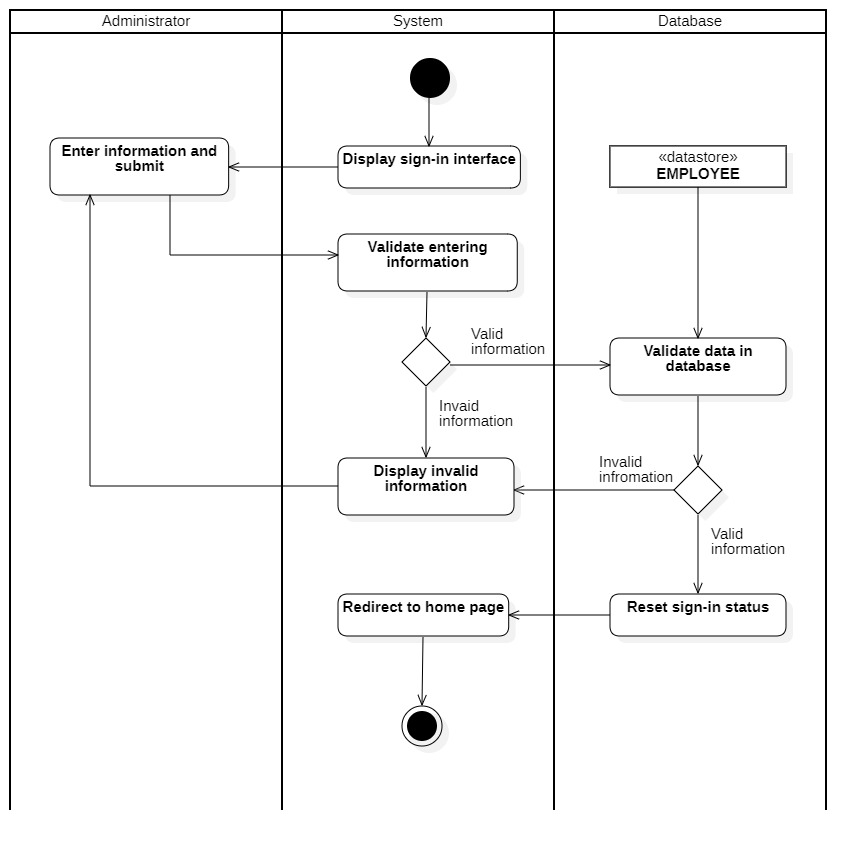 Administrator
System
Database
Enter information and
submit
Display sign-in interface
«datastore»
EMPLOYEE
Validate entering
information
Valid
information
Validate data in
database
Invaid
information
Display invalid
information
Invalid
infromation
Valid
information
Redirect to home page
Reset sign-in status